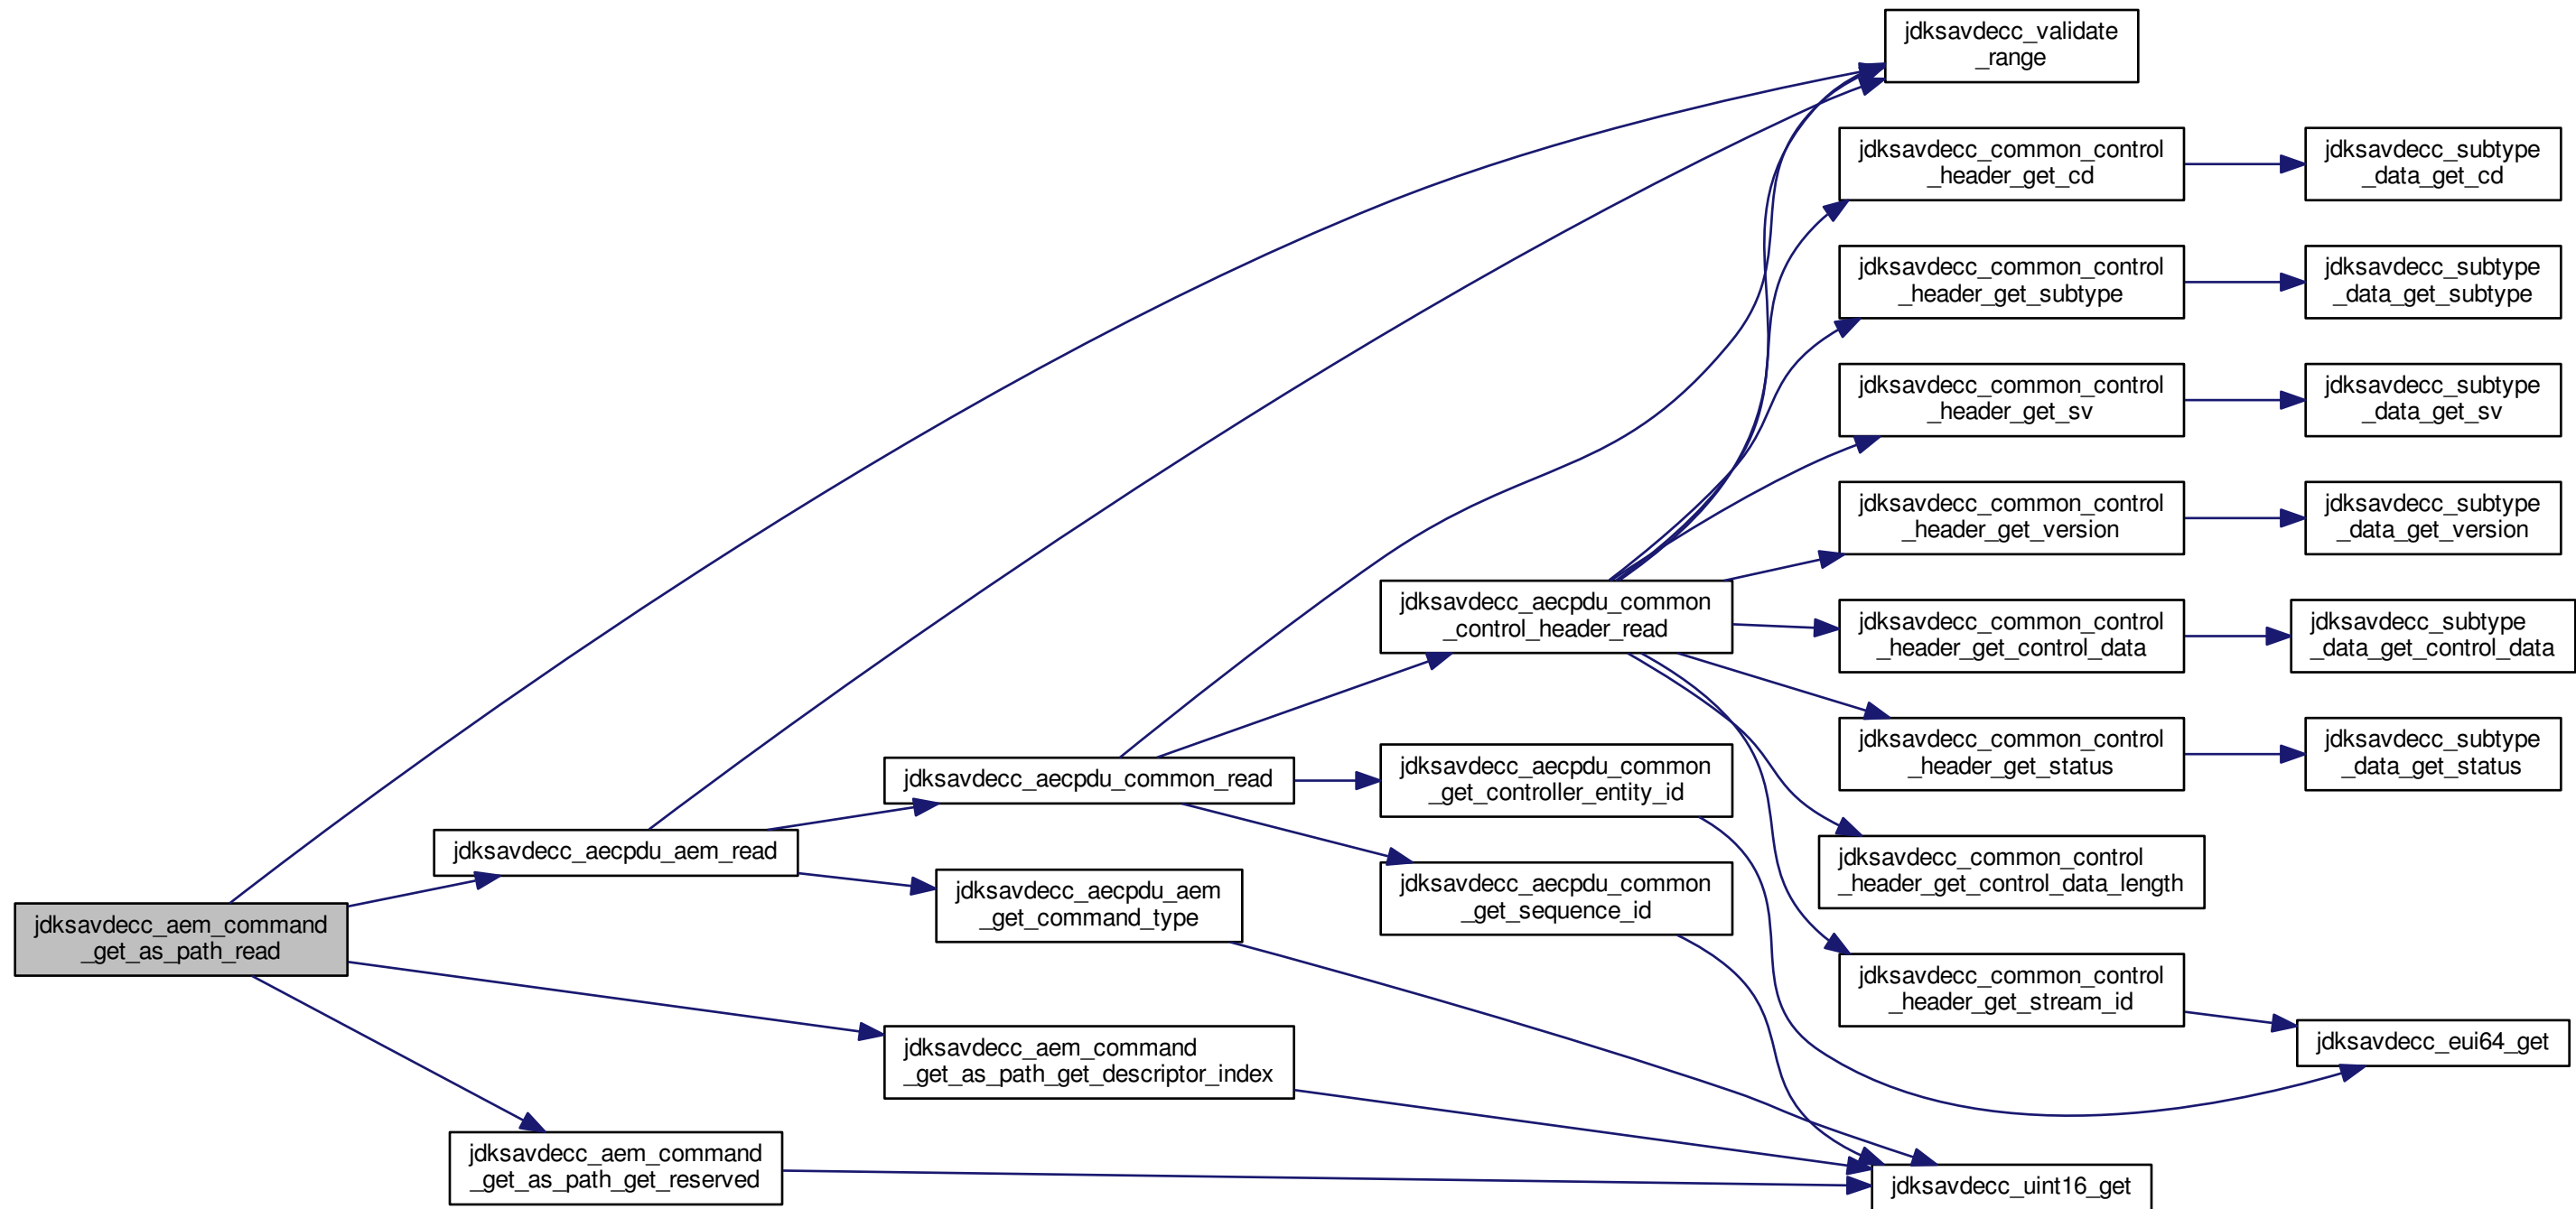 jdksavdecc_validate
_range
jdksavdecc_common_control
_header_get_cd
jdksavdecc_subtype
_data_get_cd
jdksavdecc_common_control
_header_get_subtype
jdksavdecc_subtype
_data_get_subtype
jdksavdecc_common_control
_header_get_sv
jdksavdecc_subtype
_data_get_sv
jdksavdecc_common_control
_header_get_version
jdksavdecc_subtype
_data_get_version
jdksavdecc_aecpdu_common
_control_header_read
jdksavdecc_common_control
_header_get_control_data
jdksavdecc_subtype
_data_get_control_data
jdksavdecc_common_control
_header_get_status
jdksavdecc_subtype
_data_get_status
jdksavdecc_aecpdu_common_read
jdksavdecc_aecpdu_common
_get_controller_entity_id
jdksavdecc_aecpdu_aem_read
jdksavdecc_common_control
_header_get_control_data_length
jdksavdecc_aecpdu_common
_get_sequence_id
jdksavdecc_aecpdu_aem
_get_command_type
jdksavdecc_aem_command
_get_as_path_read
jdksavdecc_common_control
_header_get_stream_id
jdksavdecc_eui64_get
jdksavdecc_aem_command
_get_as_path_get_descriptor_index
jdksavdecc_aem_command
_get_as_path_get_reserved
jdksavdecc_uint16_get